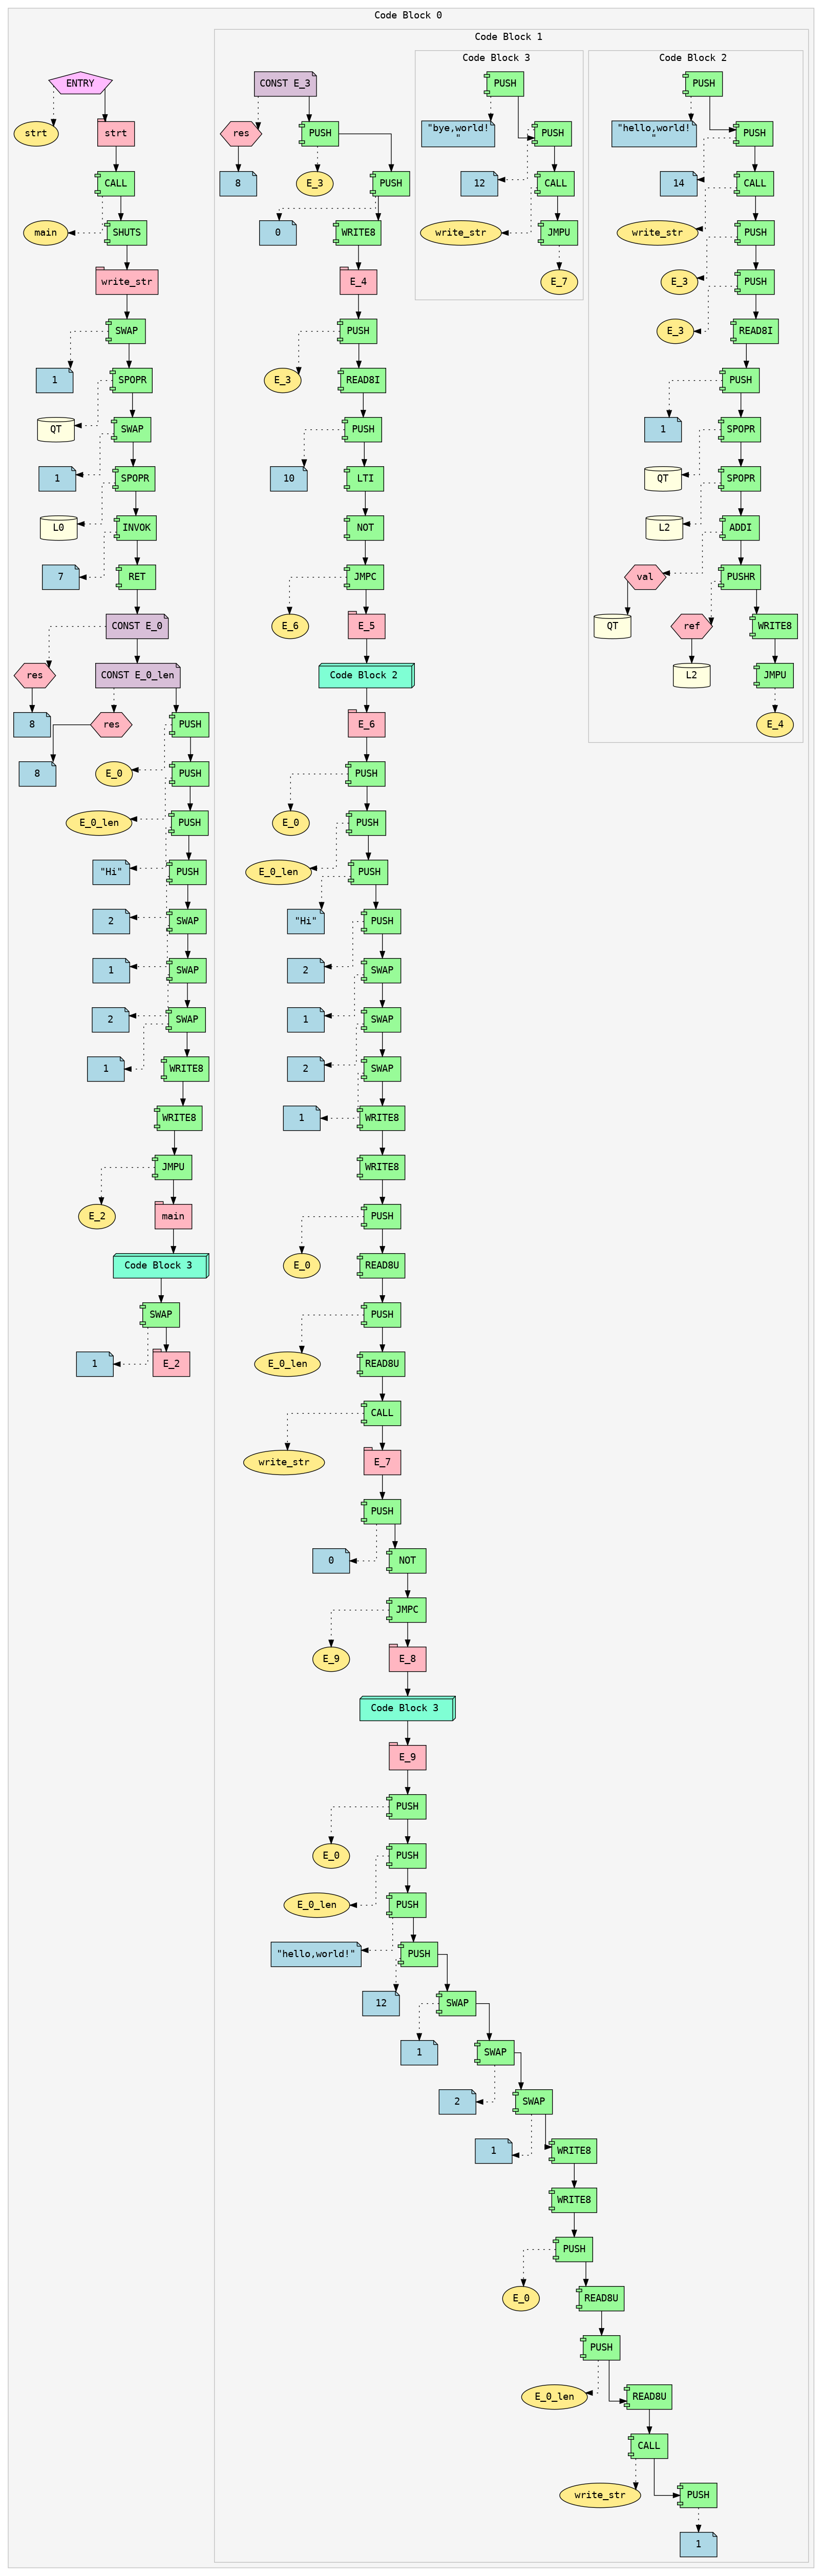 Code Block 0
ENTRY
strt
strt
CALL
main
SHUTS
write_str
SWAP
1
SPOPR
QT
SWAP
1
SPOPR
L0
INVOK
7
RET
CONST E_0
res
CONST E_0_len
8
res
PUSH
8
E_0
PUSH
E_0_len
PUSH
"Hi"
PUSH
2
SWAP
1
SWAP
2
SWAP
1
WRITE8
WRITE8
JMPU
E_2
main
Code Block 3
SWAP
1
E_2
Code Block 1
CONST E_3
res
PUSH
8
E_3
PUSH
0
WRITE8
E_4
PUSH
E_3
READ8I
PUSH
10
LTI
NOT
JMPC
E_6
E_5
Code Block 2
E_6
PUSH
E_0
PUSH
E_0_len
PUSH
"Hi"
PUSH
2
SWAP
1
SWAP
2
SWAP
1
WRITE8
WRITE8
PUSH
E_0
READ8U
PUSH
E_0_len
READ8U
CALL
write_str
E_7
PUSH
0
NOT
JMPC
E_9
E_8
Code Block 3
E_9
PUSH
E_0
PUSH
E_0_len
PUSH
"hello,world!"
PUSH
12
SWAP
1
SWAP
2
SWAP
1
WRITE8
WRITE8
PUSH
E_0
READ8U
PUSH
E_0_len
READ8U
CALL
write_str
PUSH
1
Code Block 3
PUSH
"bye,world!
"
PUSH
12
CALL
write_str
JMPU
E_7
Code Block 2
PUSH
"hello,world!
"
PUSH
14
CALL
write_str
PUSH
E_3
PUSH
E_3
READ8I
PUSH
1
SPOPR
QT
SPOPR
L2
ADDI
val
PUSHR
QT
ref
WRITE8
L2
JMPU
E_4